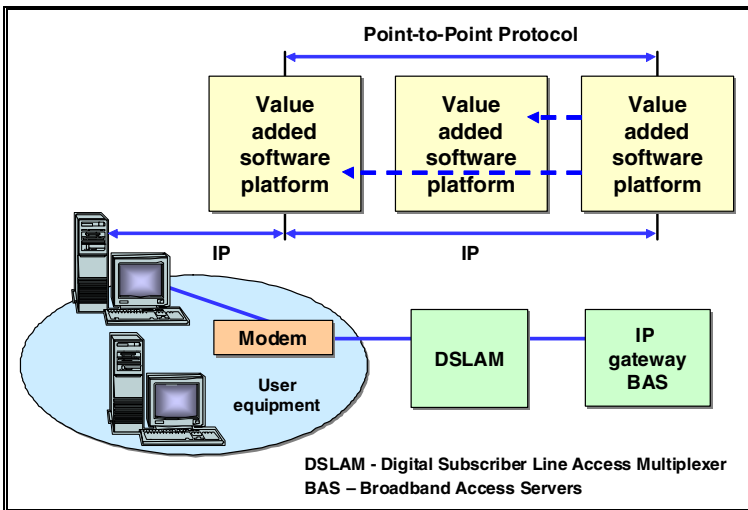 Point-to-Point Protocol
Value
added
software
platform
Value
added
software
platform
Value
added
software
platform
IP
IP
Modem
DSLAM
IP
gateway
BAS
User
equipment
DSLAM - Digital Subscriber Line Access Multiplexer
BAS – Broadband Access Servers